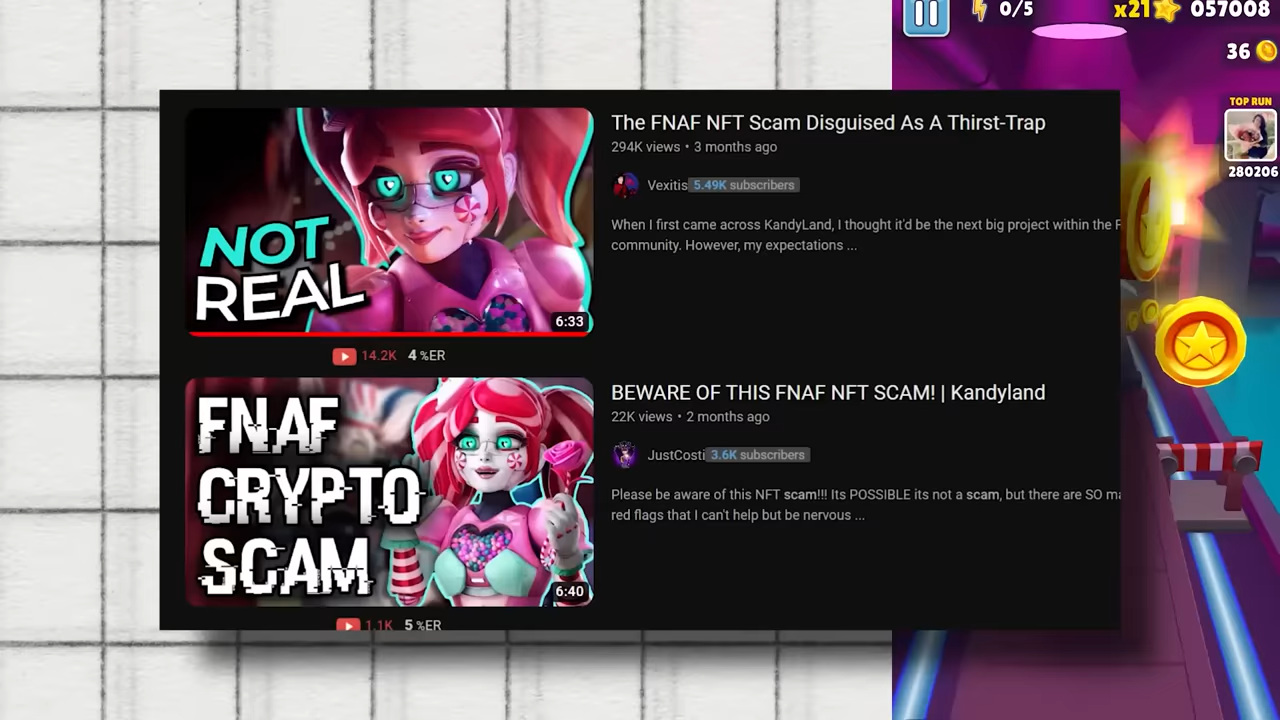 0/5
x21 057008
36
TOP RUN
280206
NOT
REAL
6:33
14.2K 4 %ER
The FNAF NFT Scam Disguised As A Thirst-Trap
294K views • 3 months ago
Vexitis 5.49K subscribers
When I first came across KandyLand, I thought it'd be the next big project within the F
community. However, my expectations ...
FNAF
CRYPTO
SCAM
6:40
1.1K 5 %ER
BEWARE OF THIS FNAF NFT SCAM! | Kandyland
22K views • 2 months ago
JustCosti 3.6K subscribers
Please be aware of this NFT scam!!! Its POSSIBLE its not a scam, but there are SO ma
red flags that I can't help but be nervous ...